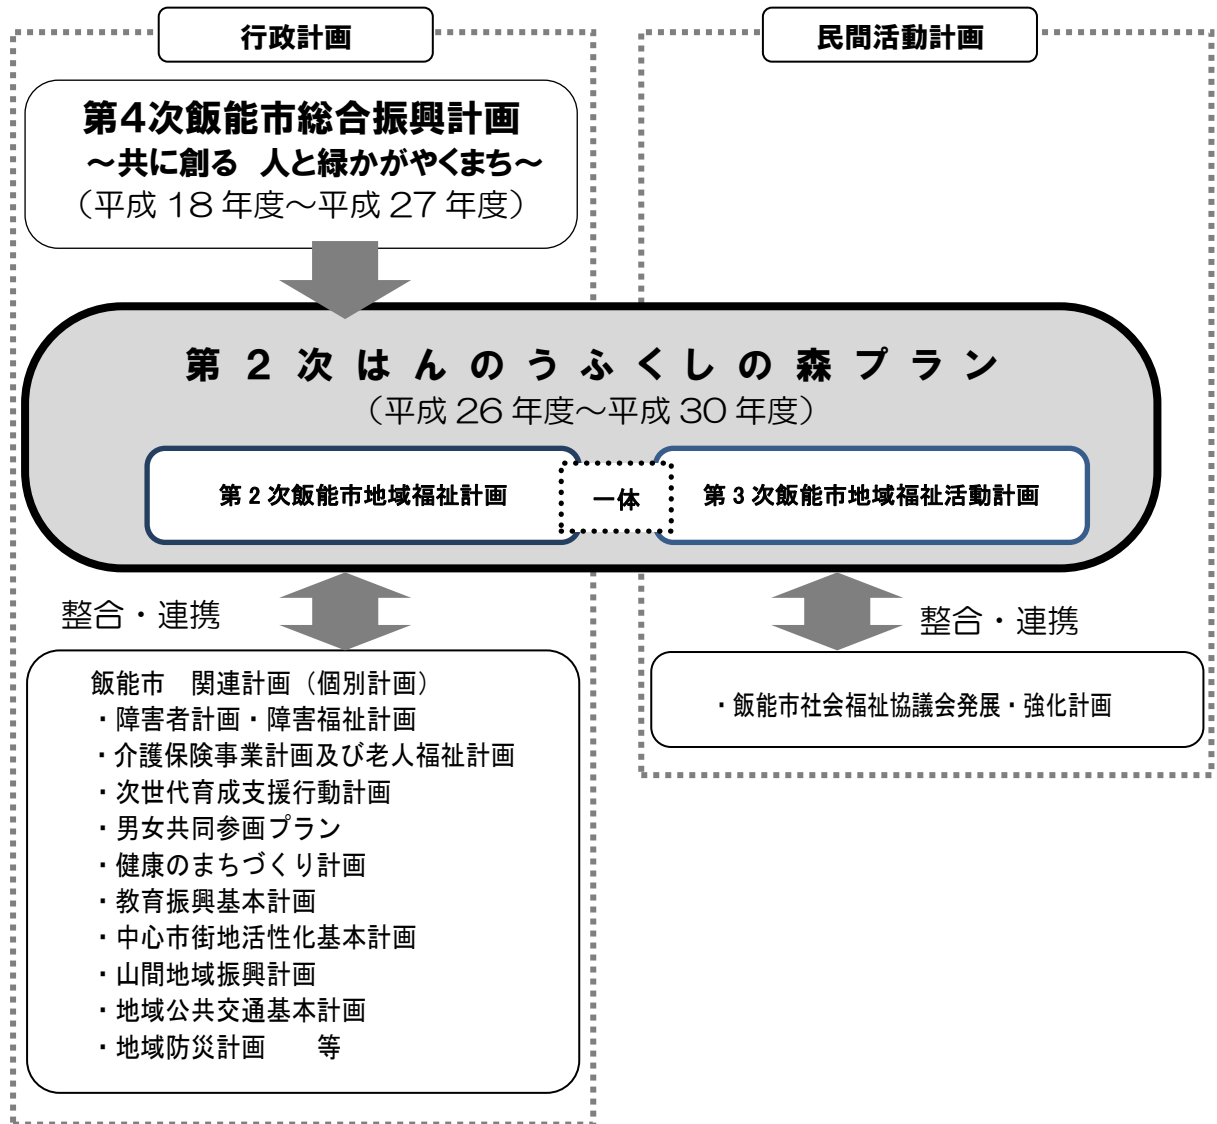 行政計画
民間活動計画
第4次飯能市総合振興計画
～共に創る　人と緑かがやくまち～
（平成 18 年度～平成 27 年度）
第２次はんのうふくしの森プラン
（平成 26 年度～平成 30 年度）
第 2 次飯能市地域福祉計画
一体
第 3 次飯能市地域福祉活動計画
整合・連携
整合・連携
飯能市　関連計画（個別計画）
・障害者計画・障害福祉計画
・介護保険事業計画及び老人福祉計画
・次世代育成支援行動計画
・男女共同参画プラン
・健康のまちづくり計画
・教育振興基本計画
・中心市街地活性化基本計画
・山間地域振興計画
・地域公共交通基本計画
・地域防災計画　　等
・飯能市社会福祉協議会発展・強化計画